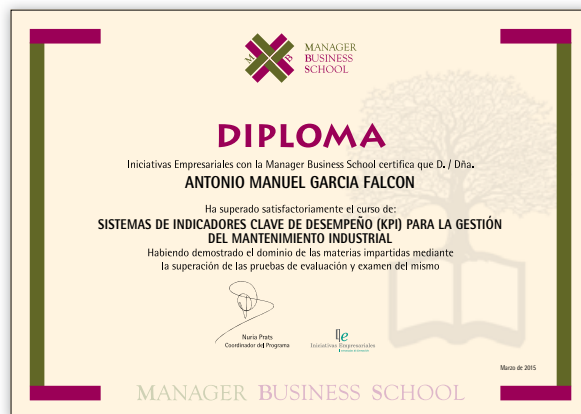 M B
MANAGER
BUSINESS
SCHOOL
DIPLOMA
Iniciativas Empresariales con la Manager Business School certifica que D. / Dña.
ANTONIO MANUEL GARCIA FALCON
Ha superado satisfactoriamente el curso de:
SISTEMAS DE INDICADORES CLAVE DE DESEMPEÑO (KPI) PARA LA GESTIÓN
DEL MANTENIMIENTO INDUSTRIAL
Habiendo demostrado el dominio de las materias impartidas mediante
la superación de las pruebas de evaluación y examen del mismo
Nuria Prats
Coordinador del Programa
Iniciativas Empresariales
Marzo de 2015
MANAGER BUSINESS SCHOOL